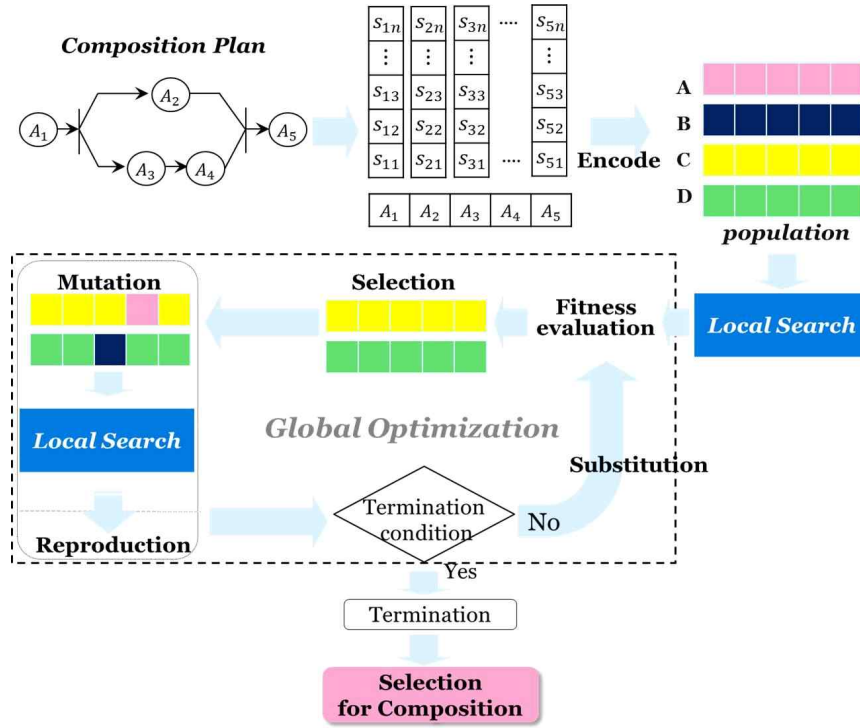 Composition Plan
A₁
A₂
A₃
A₄
A₅
s₁ₙ s₂ₙ s₃ₙ .... s₅ₙ
⋮ ⋮ ⋮ ⋮
s₁₃ s₂₃ s₃₃ s₅₃
s₁₂ s₂₂ s₃₂ s₅₂
s₁₁ s₂₁ s₃₁ .... s₅₁
A₁ A₂ A₃ A₄ A₅
Encode
A
B
C
D
population
Local Search
Fitness
evaluation
Selection
Mutation
Local Search
Reproduction
Global Optimization
Termination
condition
No
Substitution
Yes
Termination
Selection
for Composition